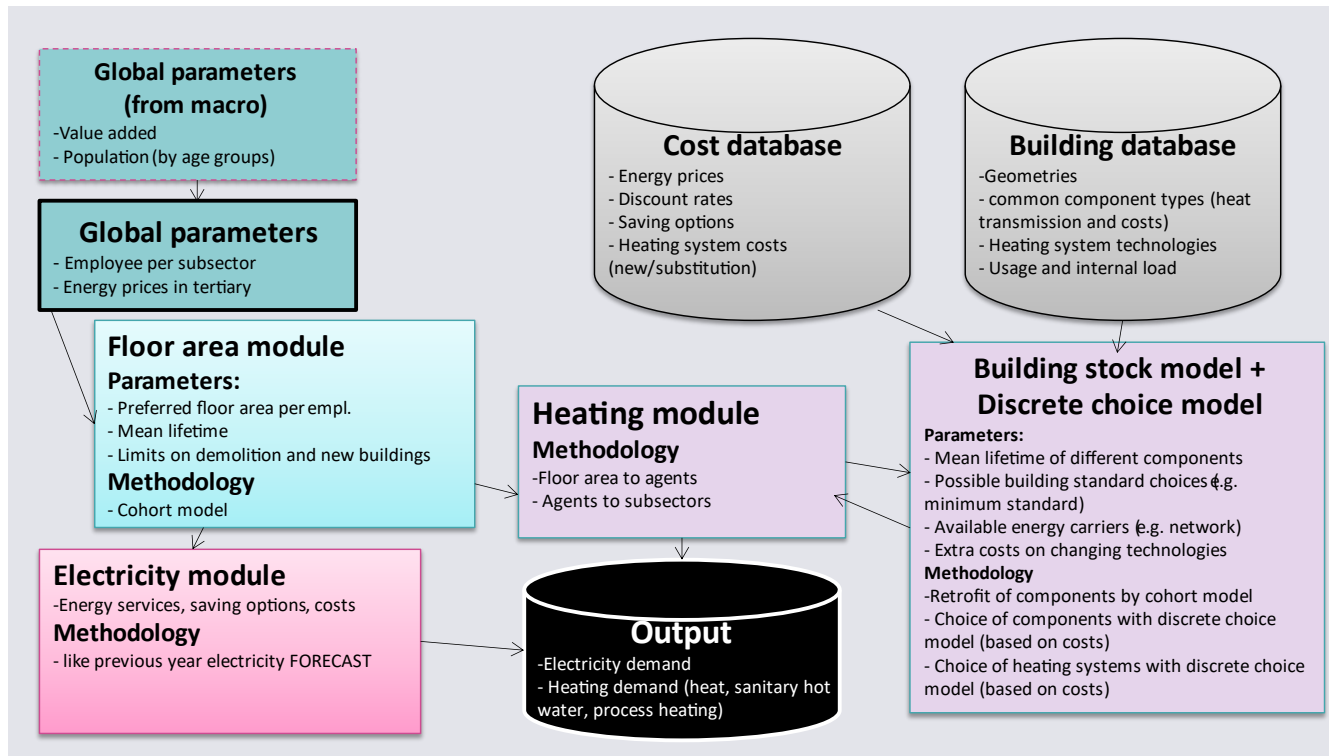 Global parameters
(from macro)
-Value added
- Population (by age groups)
Global parameters
- Employee per subsector
- Energy prices in tertiary
Cost database
- Energy prices
- Discount rates
- Saving options
- Heating system costs
(new/substitution)
Building database
-Geometries
- common component types (heat
transmission and costs)
- Heating system technologies
- Usage and internal load
Floor area module
Parameters:
- Preferred floor area per empl.
- Mean lifetime
- Limits on demolition and new buildings
Methodology
- Cohort model
Heating module
Methodology
-Floor area to agents
- Agents to subsectors
Building stock model +
Discrete choice model
Parameters:
- Mean lifetime of different components
- Possible building standard choices (e.g.
minimum standard)
- Available energy carriers (e.g. network)
- Extra costs on changing technologies
Methodology
-Retrofit of components by cohort model
- Choice of components with discrete choice
model (based on costs)
- Choice of heating systems with discrete choice
model (based on costs)
Electricity module
-Energy services, saving options, costs
Methodology
- like previous year electricity FORECAST
Output
-Electricity demand
- Heating demand (heat, sanitary hot
water, process heating)